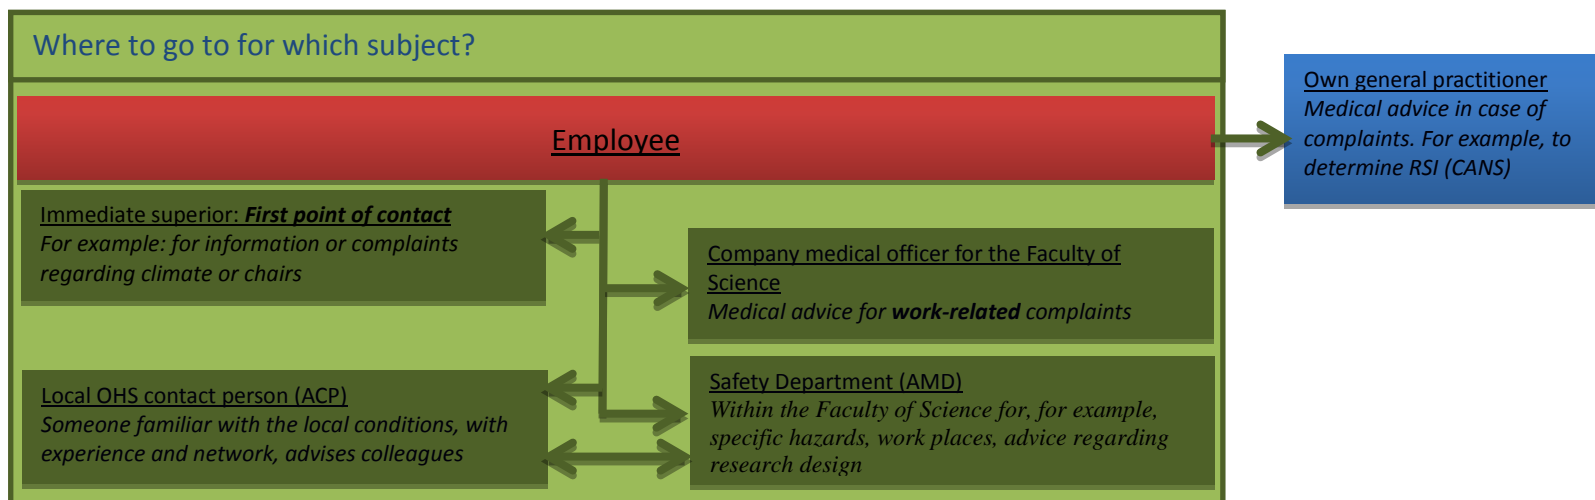 Where to go to for which subject?
Employee
Own general practitioner
Medical advice in case of
complaints. For example, to
determine RSI (CANS)
Immediate superior: First point of contact
For example: for information or complaints
regarding climate or chairs
Company medical officer for the Faculty of
Science
Medical advice for work-related complaints
Local OHS contact person (ACP)
Someone familiar with the local conditions, with
experience and network, advises colleagues
Safety Department (AMD)
Within the Faculty of Science for, for example,
specific hazards, work places, advice regarding
research design